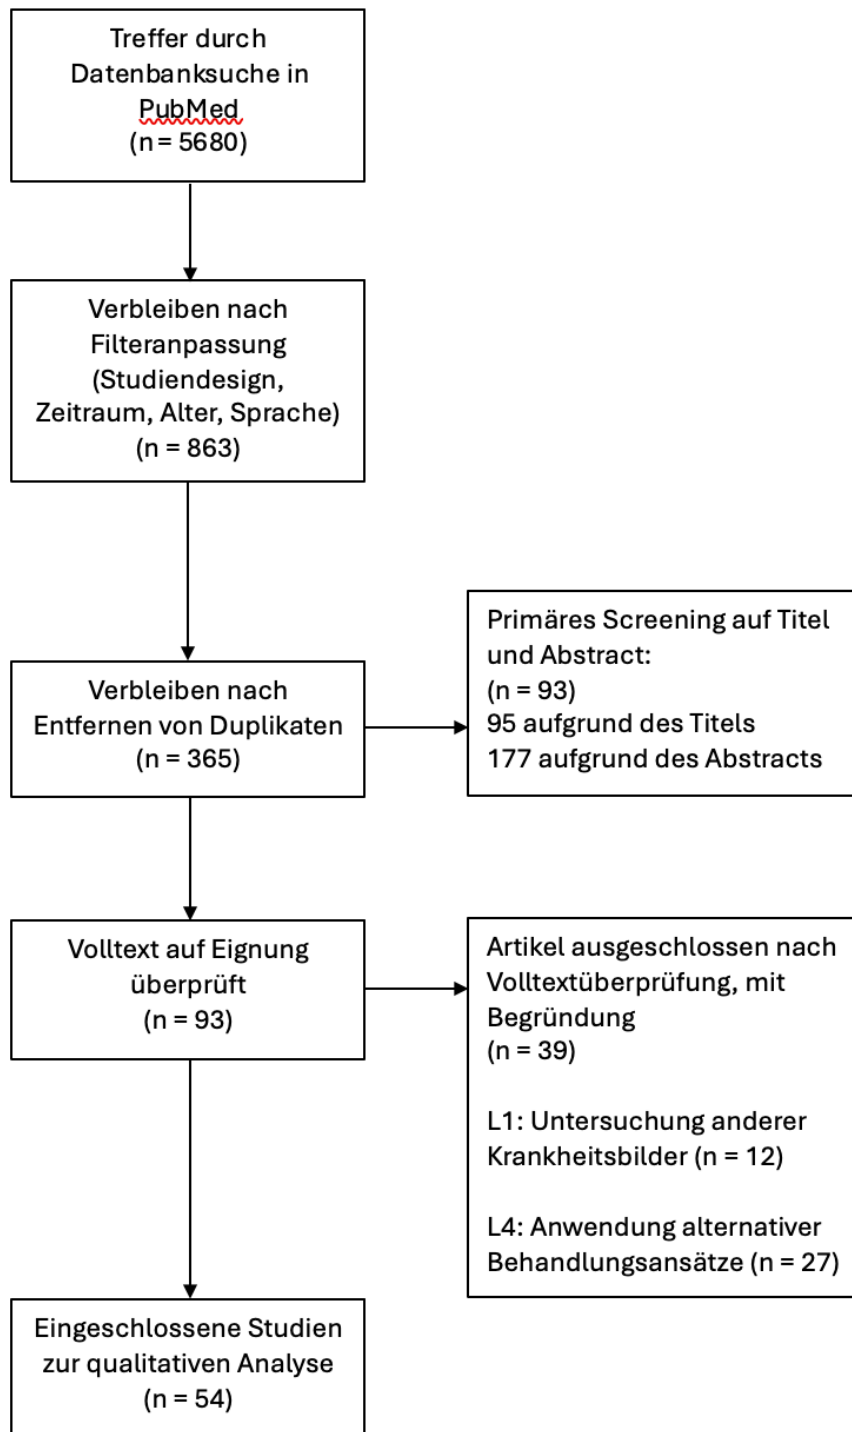 Treffer durch
Datenbanksuche in
PubMed
(n = 5680)
Verbleiben nach
Filteranpassung
(Studiendesign,
Zeitraum, Alter, Sprache)
(n = 863)
Verbleiben nach
Entfernen von Duplikaten
(n = 365)
Primäres Screening auf Titel
und Abstract:
(n = 93)
95 aufgrund des Titels
177 aufgrund des Abstracts
Volltext auf Eignung
überprüft
(n = 93)
Artikel ausgeschlossen nach
Volltextüberprüfung, mit
Begründung
(n = 39)
L1: Untersuchung anderer
Krankheitsbilder (n = 12)
L4: Anwendung alternativer
Behandlungsansätze (n = 27)
Eingeschlossene Studien
zur qualitativen Analyse
(n = 54)